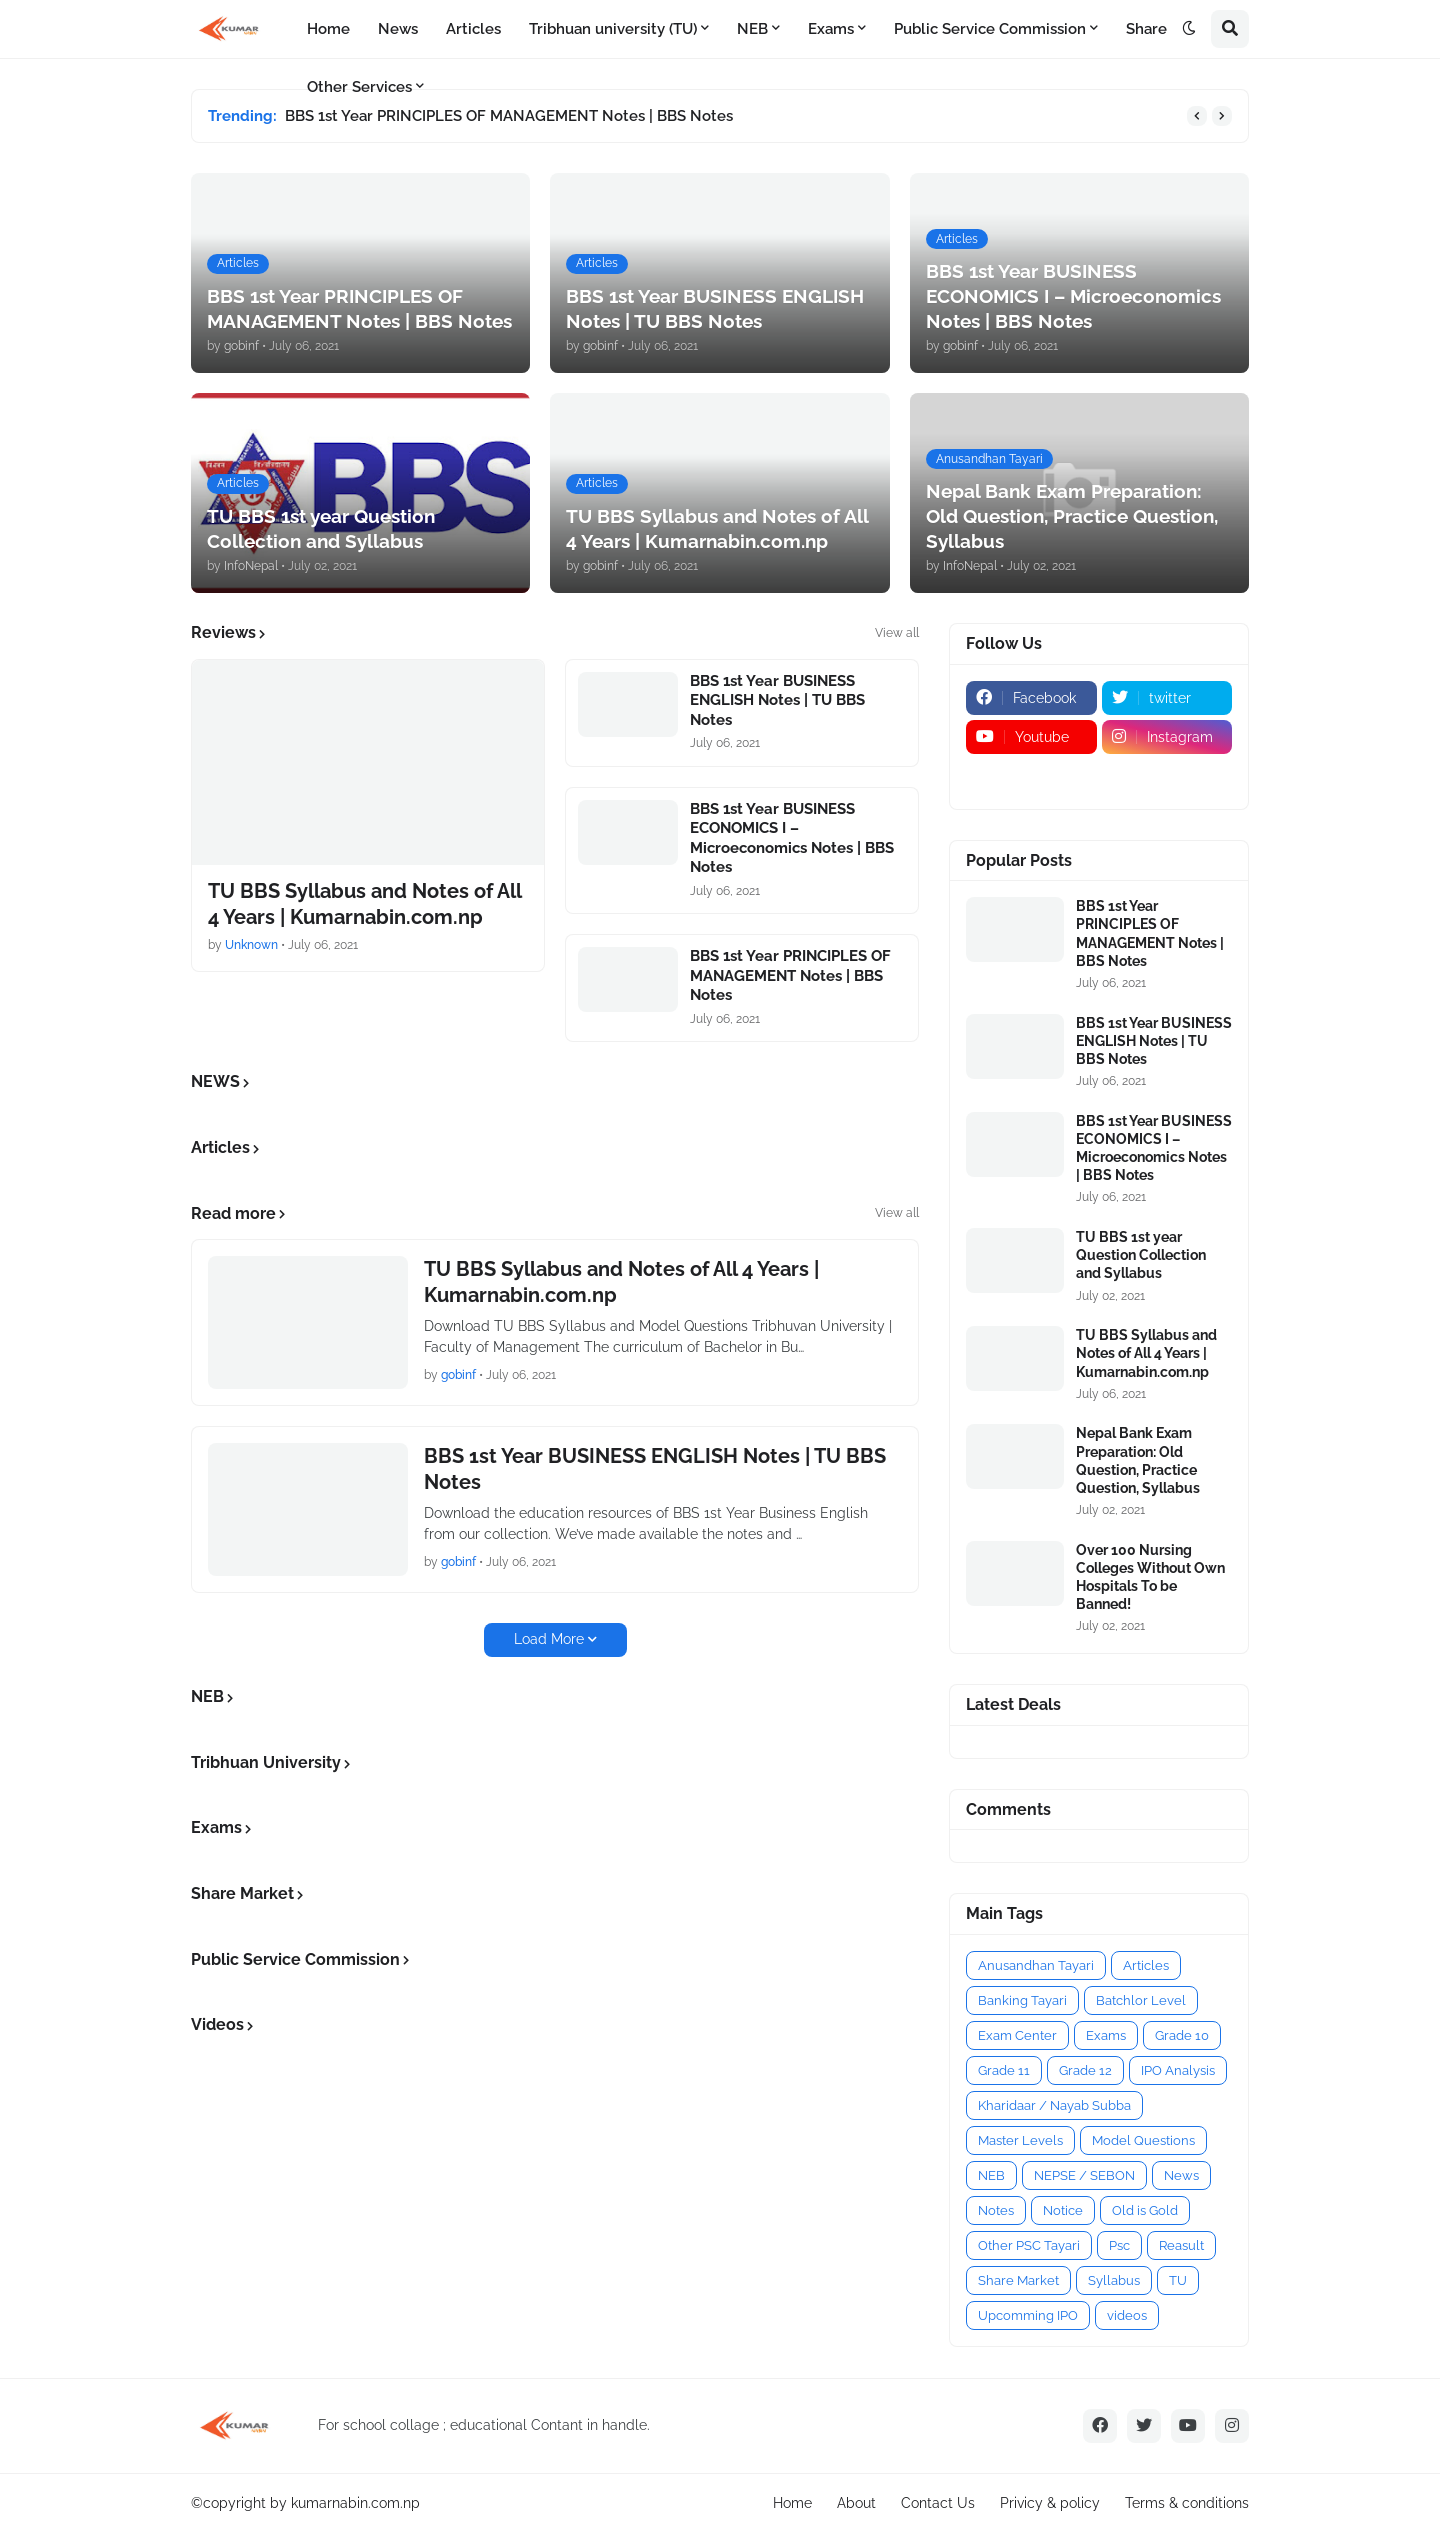 KUMAR
Home News Articles Tribhuan university (TU) NEB Exams Public Service Commission Share
Other Services
Trending: BBS 1st Year PRINCIPLES OF MANAGEMENT Notes | BBS Notes
Articles
BBS 1st Year PRINCIPLES OF
MANAGEMENT Notes | BBS Notes
by gobinf • July 06, 2021
Articles
BBS 1st Year BUSINESS ENGLISH
Notes | TU BBS Notes
by gobinf • July 06, 2021
Articles
BBS 1st Year BUSINESS
ECONOMICS I – Microeconomics
Notes | BBS Notes
by gobinf • July 06, 2021
BBS
Articles
TU BBS 1st year Question
Collection and Syllabus
by InfoNepal • July 02, 2021
Articles
TU BBS Syllabus and Notes of All
4 Years | Kumarnabin.com.np
by gobinf • July 06, 2021
Anusandhan Tayari
Nepal Bank Exam Preparation:
Old Question, Practice Question,
Syllabus
by InfoNepal • July 02, 2021
Reviews
View all
TU BBS Syllabus and Notes of All
4 Years | Kumarnabin.com.np
by Unknown • July 06, 2021
BBS 1st Year BUSINESS
ENGLISH Notes | TU BBS
Notes
July 06, 2021
BBS 1st Year BUSINESS
ECONOMICS I –
Microeconomics Notes | BBS
Notes
July 06, 2021
BBS 1st Year PRINCIPLES OF
MANAGEMENT Notes | BBS
Notes
July 06, 2021
NEWS
Articles
Read more
View all
TU BBS Syllabus and Notes of All 4 Years |
Kumarnabin.com.np
Download TU BBS Syllabus and Model Questions Tribhuvan University |
Faculty of Management The curriculum of Bachelor in Bu…
by gobinf • July 06, 2021
BBS 1st Year BUSINESS ENGLISH Notes | TU BBS
Notes
Download the education resources of BBS 1st Year Business English
from our collection. We've made available the notes and …
by gobinf • July 06, 2021
Load More
NEB
Tribhuan University
Exams
Share Market
Public Service Commission
Videos
Follow Us
Facebook
twitter
Youtube
Instagram
Popular Posts
BBS 1st Year
PRINCIPLES OF
MANAGEMENT Notes |
BBS Notes
July 06, 2021
BBS 1st Year BUSINESS
ENGLISH Notes | TU
BBS Notes
July 06, 2021
BBS 1st Year BUSINESS
ECONOMICS I –
Microeconomics Notes
| BBS Notes
July 06, 2021
TU BBS 1st year
Question Collection
and Syllabus
July 02, 2021
TU BBS Syllabus and
Notes of All 4 Years |
Kumarnabin.com.np
July 06, 2021
Nepal Bank Exam
Preparation: Old
Question, Practice
Question, Syllabus
July 02, 2021
Over 100 Nursing
Colleges Without Own
Hospitals To be
Banned!
July 02, 2021
Latest Deals
Comments
Main Tags
Anusandhan Tayari Articles
Banking Tayari Batchlor Level
Exam Center Exams Grade 10
Grade 11 Grade 12 IPO Analysis
Kharidaar / Nayab Subba
Master Levels Model Questions
NEB NEPSE / SEBON News
Notes Notice Old is Gold
Other PSC Tayari Psc Reasult
Share Market Syllabus TU
Upcomming IPO videos
KUMAR
For school collage ; educational Contant in handle.
©copyright by kumarnabin.com.np
Home About Contact Us Privicy & policy Terms & conditions